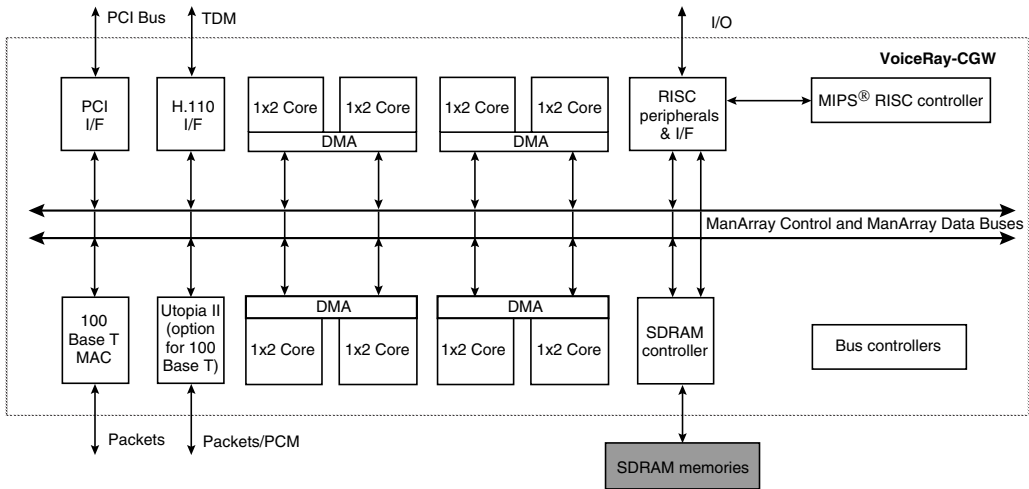 PCI Bus
TDM
I/O
VoiceRay-CGW
PCI
I/F
H.110
I/F
1x2 Core
1x2 Core
DMA
1x2 Core
1x2 Core
DMA
RISC
peripherals
& I/F
MIPS® RISC controller
ManArray Control and ManArray Data Buses
100
Base T
MAC
Utopia II
(option
for 100
Base T)
DMA
1x2 Core
1x2 Core
DMA
1x2 Core
1x2 Core
SDRAM
controller
Bus controllers
Packets
Packets/PCM
SDRAM memories